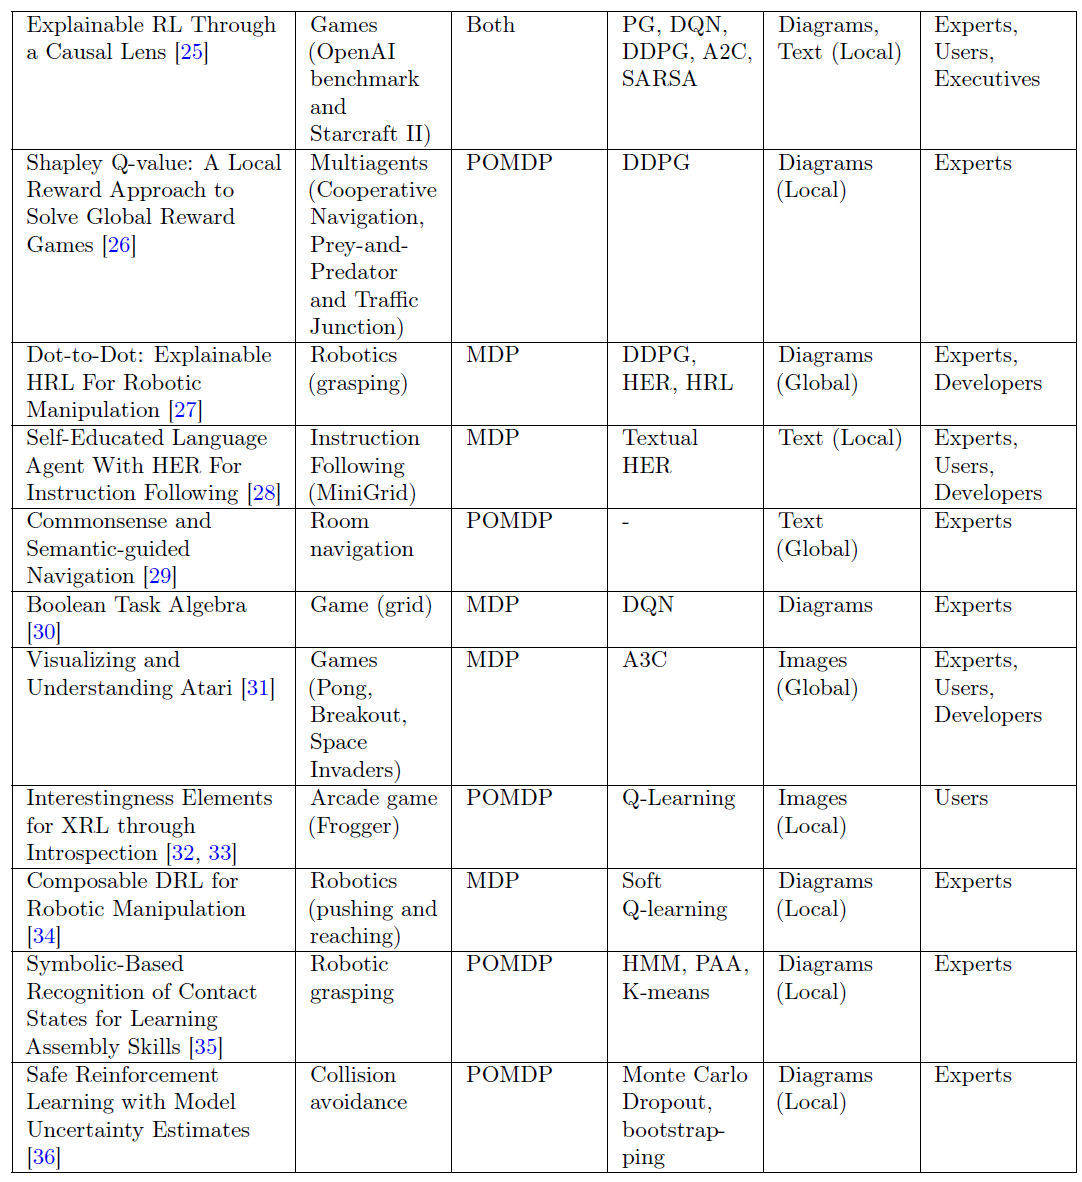 Explainable RL Through
a Causal Lens [25]
Games
(OpenAI
benchmark
and
Starcraft II)
Both
PG, DQN,
DDPG, A2C,
SARSA
Diagrams,
Text (Local)
Experts,
Users,
Executives
Shapley Q-value: A Local
Reward Approach to
Solve Global Reward
Games [26]
Multiagents
(Cooperative
Navigation,
Prey-and-
Predator
and Traffic
Junction)
POMDP
DDPG
Diagrams
(Local)
Experts
Dot-to-Dot: Explainable
HRL For Robotic
Manipulation [27]
Robotics
(grasping)
MDP
DDPG,
HER, HRL
Diagrams
(Global)
Experts,
Developers
Self-Educated Language
Agent With HER For
Instruction Following [28]
Instruction
Following
(MiniGrid)
MDP
Textual
HER
Text (Local)
Experts,
Users,
Developers
Commonsense and
Semantic-guided
Navigation [29]
Room
navigation
POMDP
-
Text
(Global)
Experts
Boolean Task Algebra
[30]
Game (grid)
MDP
DQN
Diagrams
Experts
Visualizing and
Understanding Atari [31]
Games
(Pong,
Breakout,
Space
Invaders)
MDP
A3C
Images
(Global)
Experts,
Users,
Developers
Interestingness Elements
for XRL through
Introspection [32, 33]
Arcade game
(Frogger)
POMDP
Q-Learning
Images
(Local)
Users
Composable DRL for
Robotic Manipulation
[34]
Robotics
(pushing and
reaching)
MDP
Soft
Q-learning
Diagrams
(Local)
Experts
Symbolic-Based
Recognition of Contact
States for Learning
Assembly Skills [35]
Robotic
grasping
POMDP
HMM, PAA,
K-means
Diagrams
(Local)
Experts
Safe Reinforcement
Learning with Model
Uncertainty Estimates
[36]
Collision
avoidance
POMDP
Monte Carlo
Dropout,
bootstrap-
ping
Diagrams
(Local)
Experts